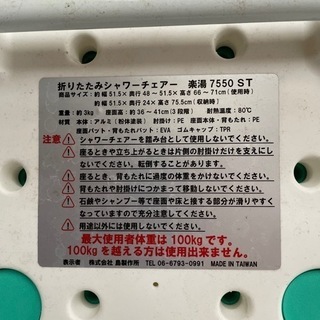 折りたたみシャワーチェアー 楽湯 7550 ST
商品サイズ：約 幅51.5× 奥行 48 〜 51.5× 高さ 66 〜 71cm（使用時）
約 幅51.5× 奥行 24× 高さ 75.5cm（収納時）
重量：約3kg 座面高：約 cm（3段階） 耐熱温度：80℃
材質：本体：アルミ（粉体塗装） 肘掛け：PE 座面本体・背もたれ：PE
座面パット・背もたれパット：EVA ゴムキャップ：TPR
注意 シャワーチェアーを踏み台として使用しないでください。
座るときや立ち上がるときに片方の肘掛けだけを支えにしないでください。転倒することがあります。
座るとき、背もたれに過度の体重をかけないでください。
背もたれや肘掛けにつかまって移動しないでください。
石鹸やシャンプー等で座面や床と接する部分が滑りやすくなりますので注意してください。
用途以外には使用しないでください。
最大使用者体重は100kgです。
100kgを越える方は使用出来ません。
表示者 株式会社 島製作所 TEL 06-6793-0991 MADE IN TAIWAN